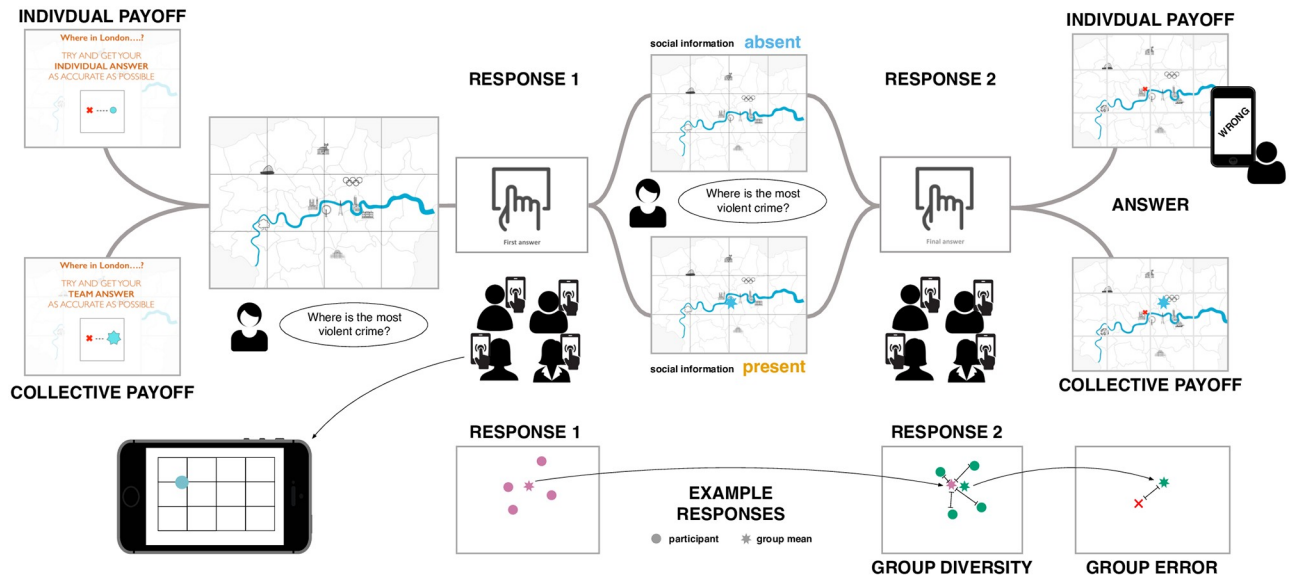 INDIVDUAL PAYOFF
Where in London....?
TRY AND GET YOUR
INDIVIDUAL ANSWER
AS ACCURATE AS POSSIBLE
Where in London....?
TRY AND GET YOUR
TEAM ANSWER
AS ACCURATE AS POSSIBLE
COLLECTIVE PAYOFF
Where is the most
violent crime?
RESPONSE 1
First answer
social information absent
Where is the most
violent crime?
social information present
RESPONSE 2
Final answer
INDIVDUAL PAYOFF
WRONG
ANSWER
COLLECTIVE PAYOFF
RESPONSE 1
EXAMPLE
RESPONSES
participant
group mean
RESPONSE 2
GROUP DIVERSITY
GROUP ERROR